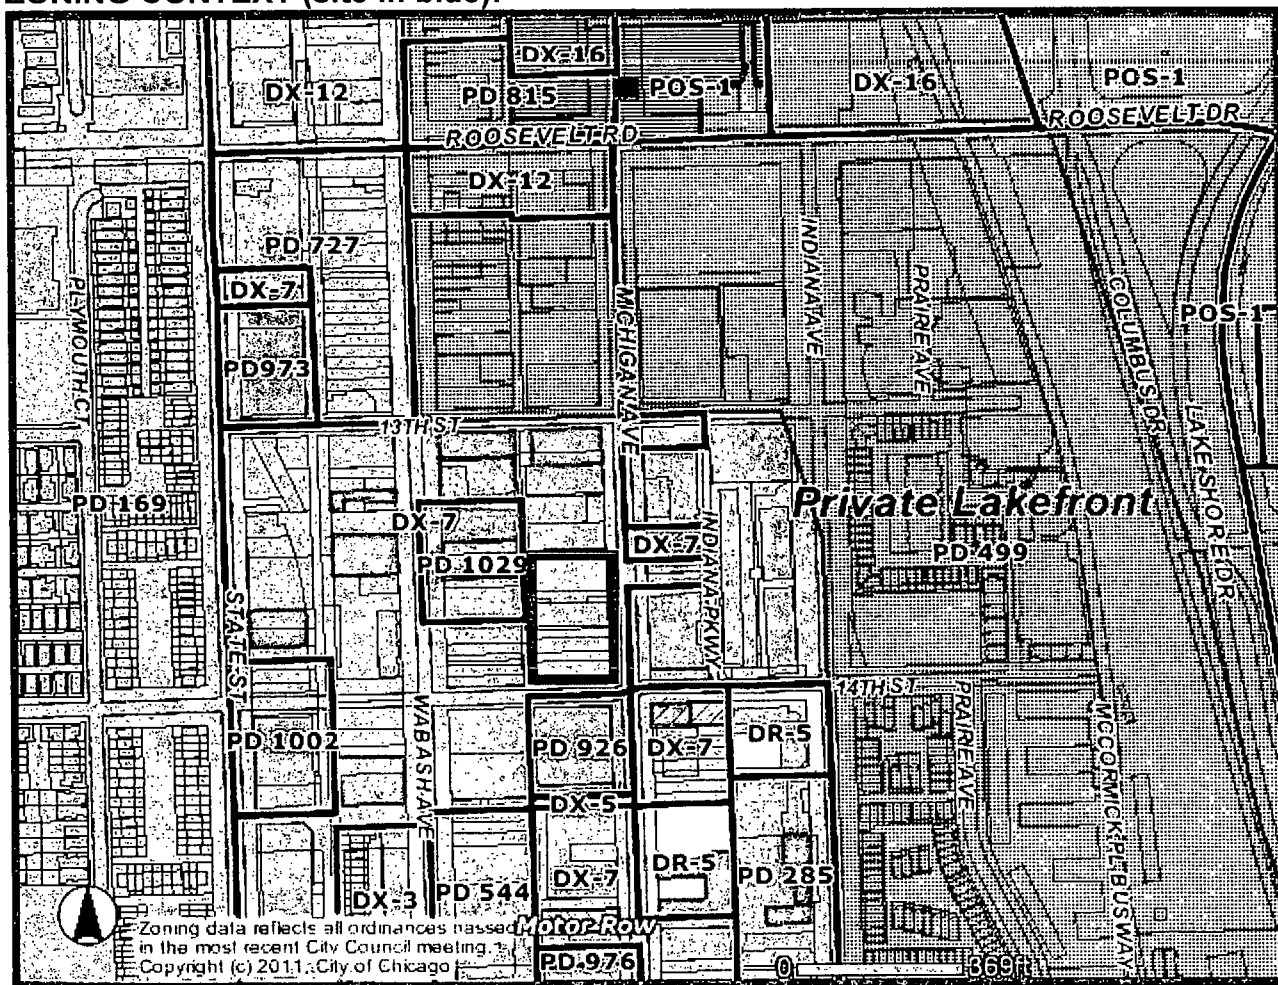 ZONING CONTEXT (site in blue):
DX-16
DX-12
PD 815
POS-1
DX-16
POS-1
ROOSEVELT RD
ROOSEVELT DR
DX-12
PD 727
DX-7
PD 973
PLYMOUTH CT
MICHIGAN AVE
INDIANA AVE
PRAIRIE AVE
COLUMBUS DR
LAKE SHORE DR
POS-1
13TH ST
PD 169
DX-7
PD 1029
DX-7
INDIANA PKWY
Private Lakefront
PD 499
STATE ST
14TH ST
WABASH AVE
PD 1002
PD 926
DX-7
DR-5
PRAIRIE AVE
MCCORMICK PL BUSWAY
DX-5
DX-7
DR-5
PD 285
DX-3
PD 544
Motor Row
PD 976
Zoning data reflects all ordinances passed
in the most recent City Council meeting.
Copyright (c) 2011, City of Chicago
0 369ft